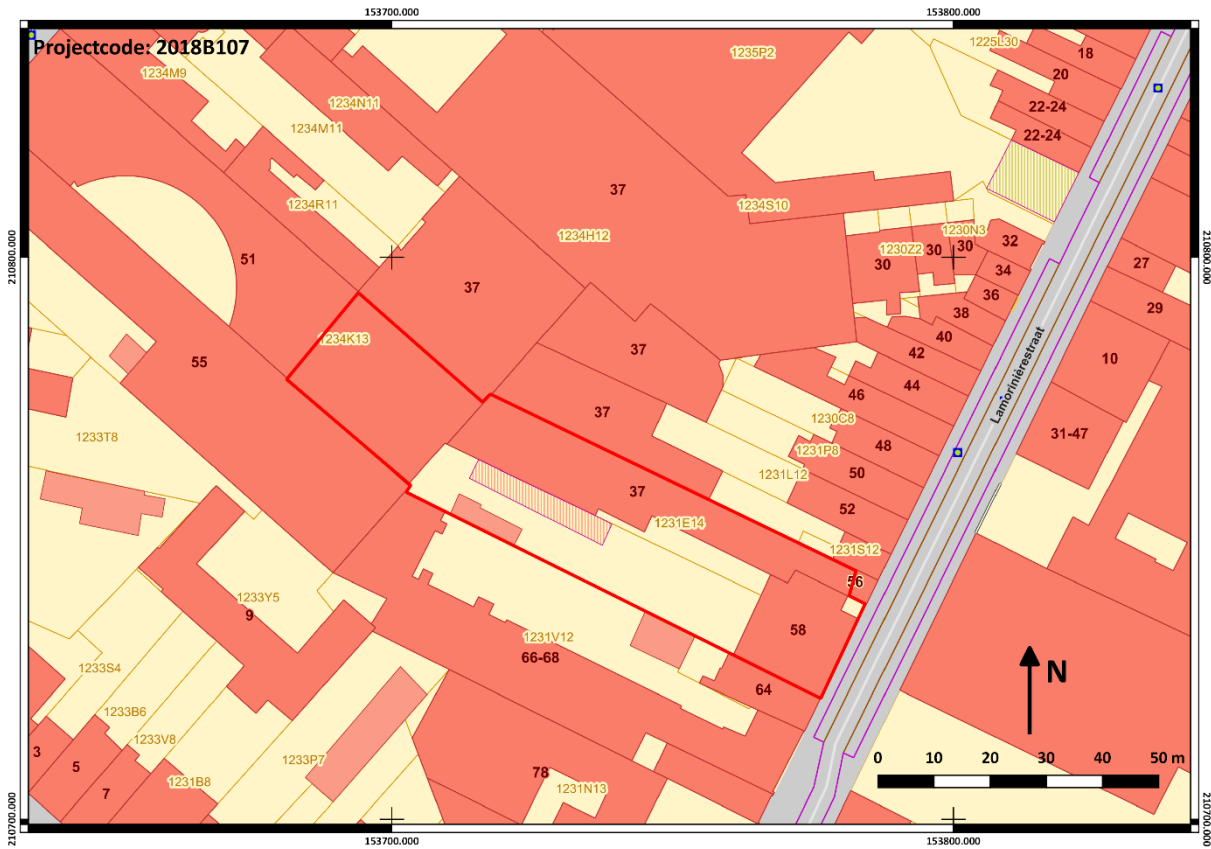 153700.000
153800.000
Projectcode: 2018B107
1225L30
18
1235P2
20
1234M9
22-24
1234N11
1234M11
22-24
37
1234R11
1234S10
1230N3
1234H12
32
30
30
1230Z2
51
30
27
34
210800.000
210800.000
37
36
29
38
1234K13
40
37
42
10
55
44
46
Lamorinièrestraat
37
1230C8
31-47
1233T8
48
1231P8
50
1231L12
37
52
1231E14
1231S12
56
1233Y5
9
58
1231V12
66-68
1233S4
N
64
1233B6
1233V8
3
1233P7
0 10 20 30 40 50 m
5
78
1231B8
1231N13
7
210700.000
210700.000
153700.000
153800.000